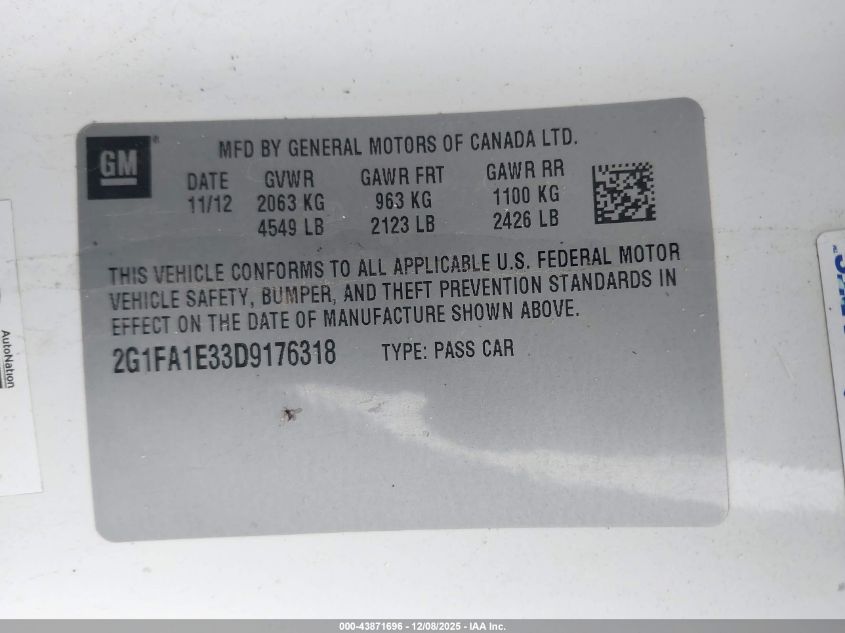 MFD BY GENERAL MOTORS OF CANADA LTD.
GM
DATE GVWR GAWR FRT GAWR RR
11/12 2063 KG 963 KG 1100 KG
4549 LB 2123 LB 2426 LB
THIS VEHICLE CONFORMS TO ALL APPLICABLE U.S. FEDERAL MOTOR
VEHICLE SAFETY, BUMPER, AND THEFT PREVENTION STANDARDS IN
EFFECT ON THE DATE OF MANUFACTURE SHOWN ABOVE.
2G1FA1E33D9176318 TYPE: PASS CAR
AutoNation
000-43871696 - 12/08/2025 - IAA Inc.